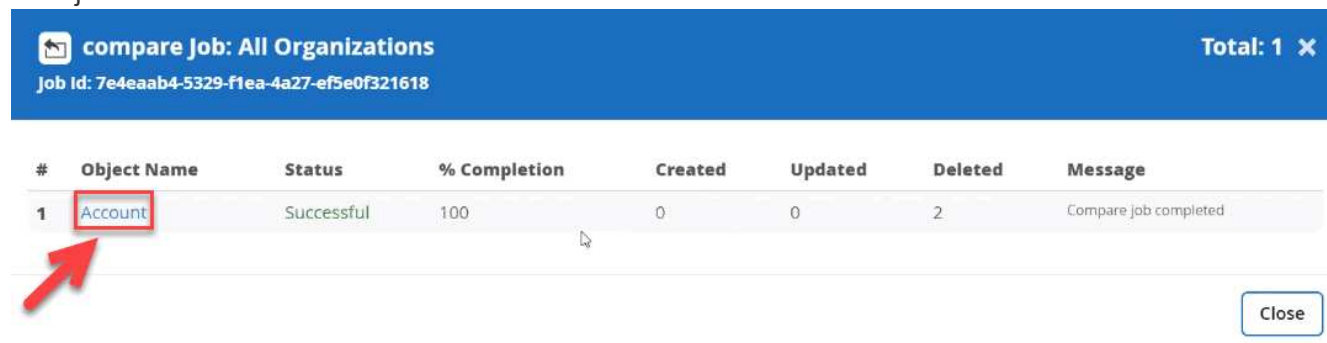 compare Job: All Organizations Total: 1
Job Id: 7e4eaab4-5329-f1ea-4a27-ef5e0f321618
# Object Name Status % Completion Created Updated Deleted Message
1 Account Successful 100 0 0 2 Compare job completed
Close